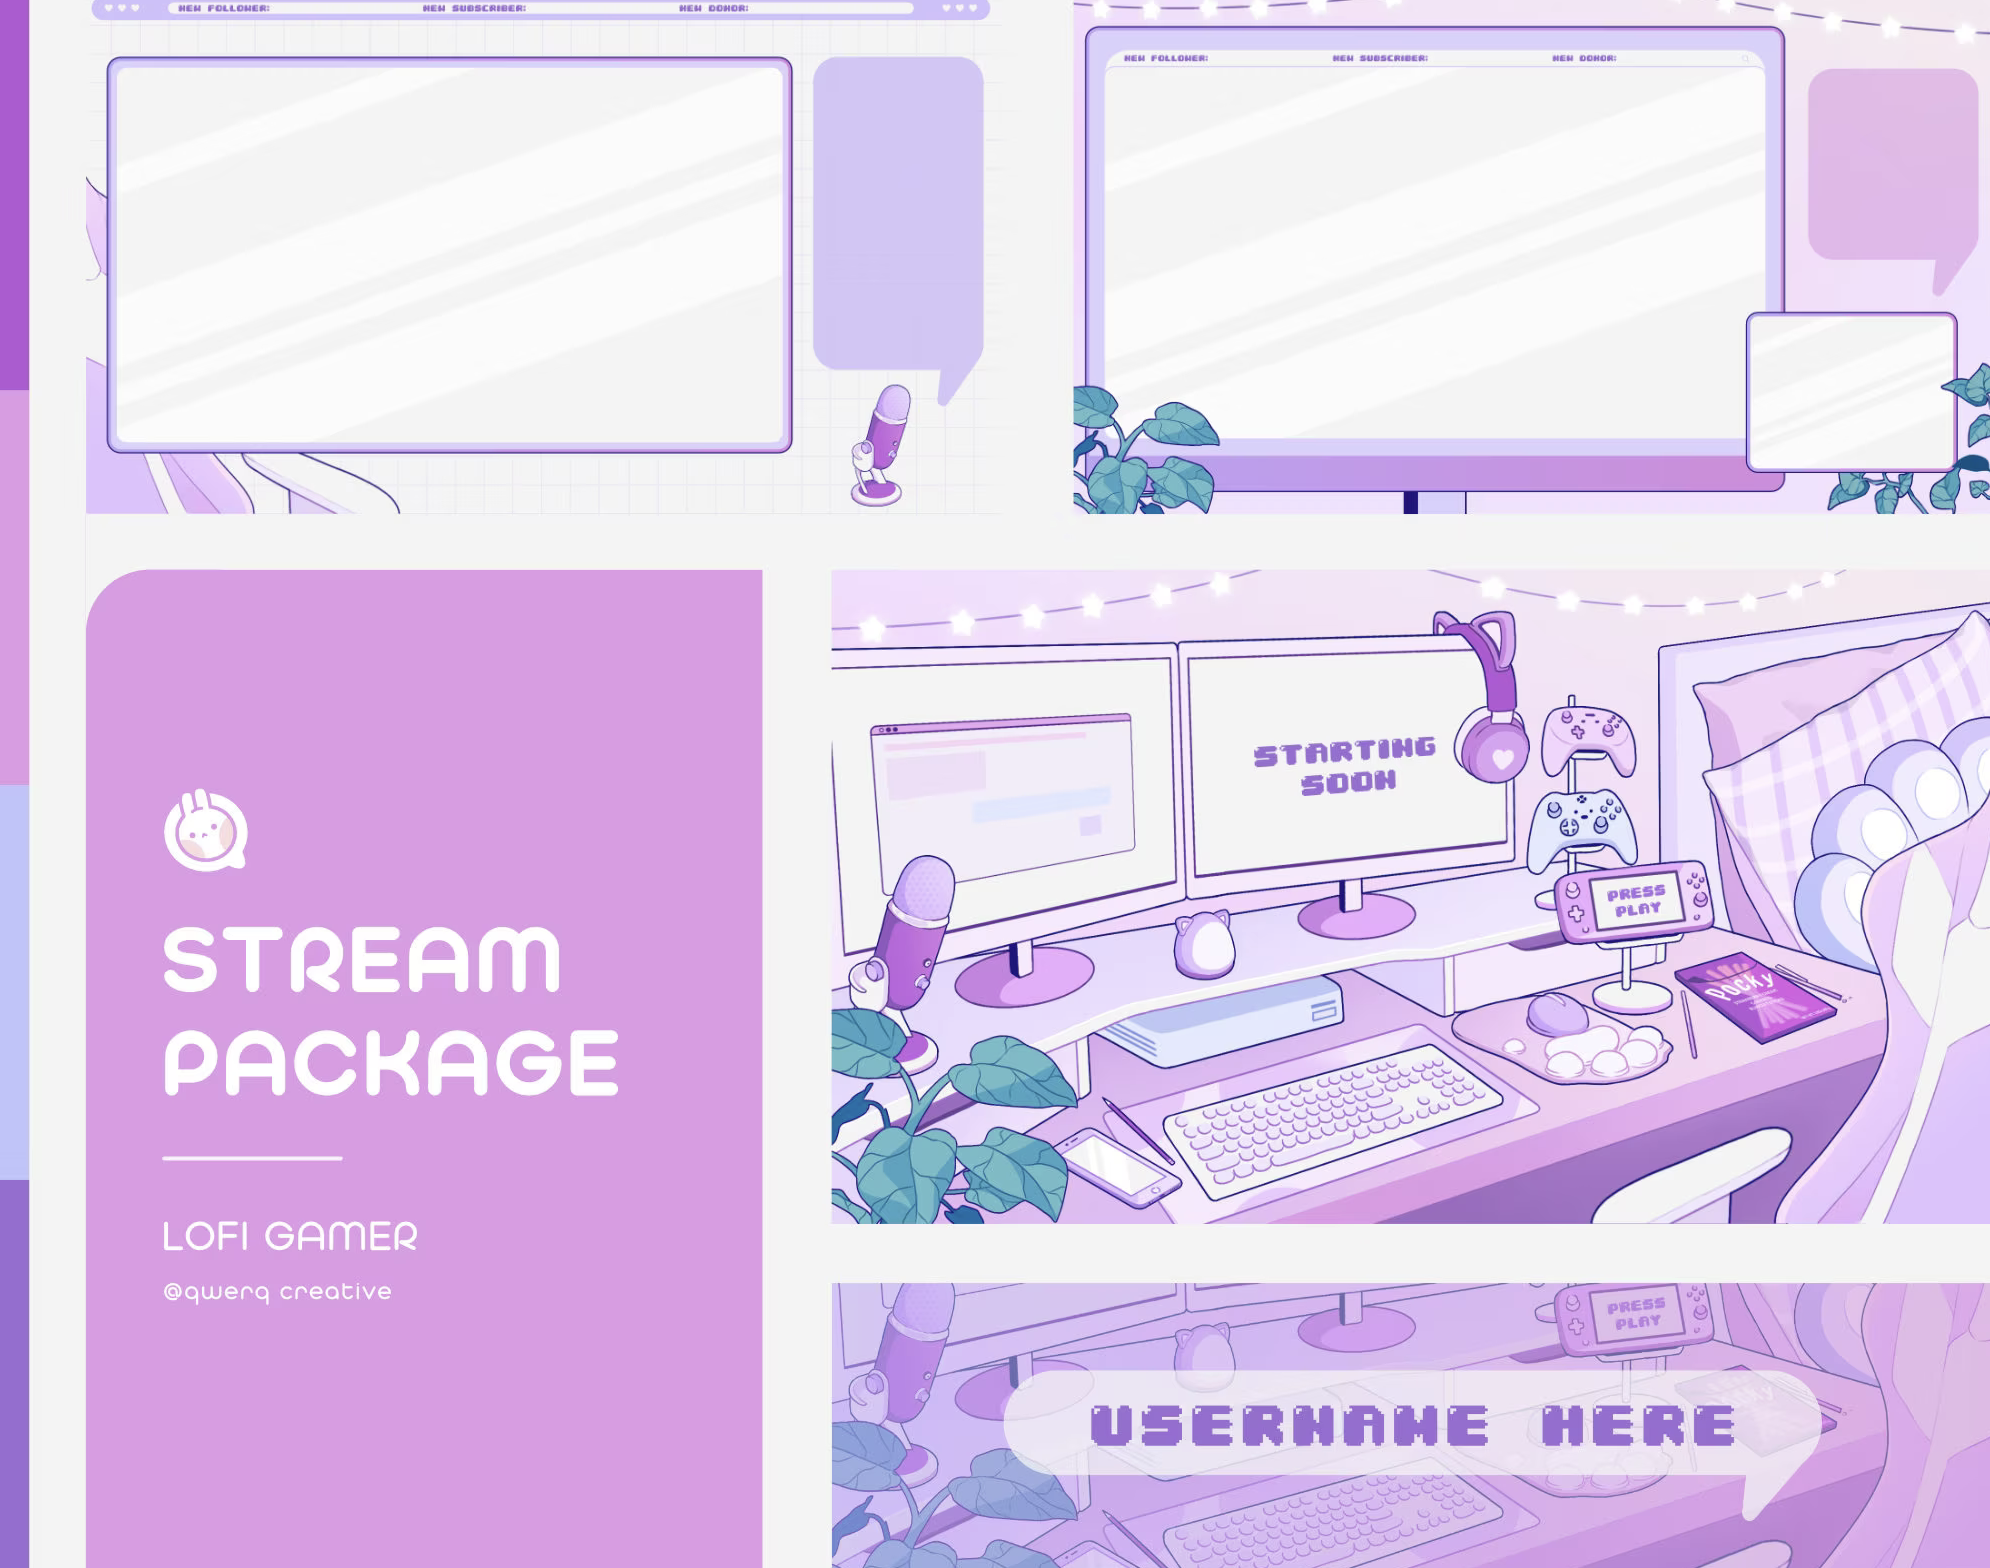 NEW FOLLOWER: NEW SUBSCRIBER: NEW DONOR:
NEW FOLLOWER: NEW SUBSCRIBER: NEW DONOR:
STREAM
PACKAGE
LOFI GAMER
@qwerq creative
STARTING
SOON
PRESS
PLAY
Pocky
PRESS
PLAY
USERNAME HERE